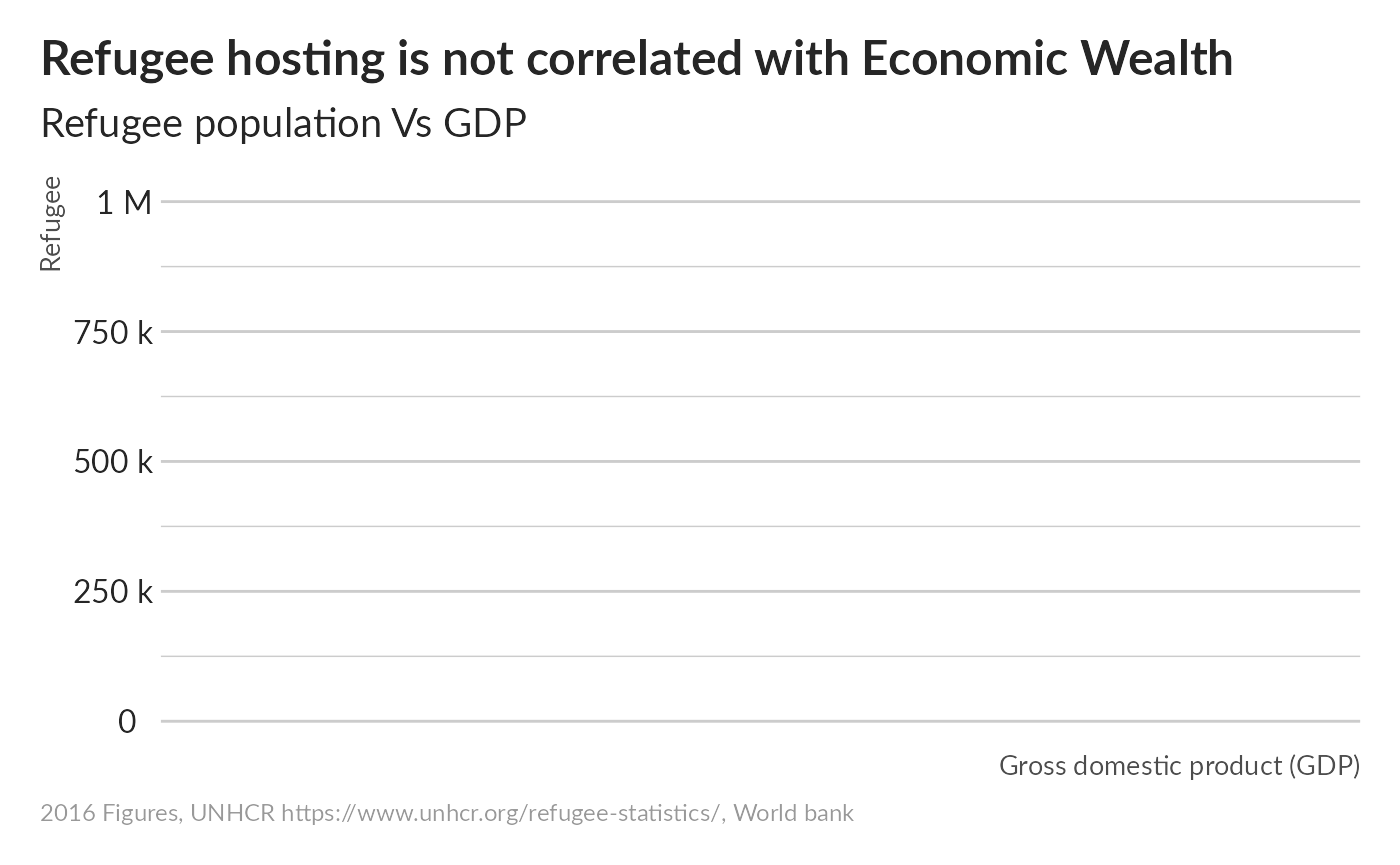 Refugee hosting is not correlated with Economic Wealth
Refugee population Vs GDP
Refugee
1 M
750 k
500 k
250 k
0
Gross domestic product (GDP)
2016 Figures, UNHCR https://www.unhcr.org/refugee-statistics/, World bank